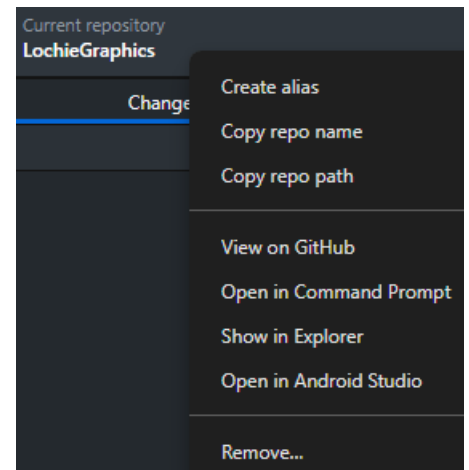 Current repository
LochieGraphics
Change
Create alias
Copy repo name
Copy repo path
View on GitHub
Open in Command Prompt
Show in Explorer
Open in Android Studio
Remove...